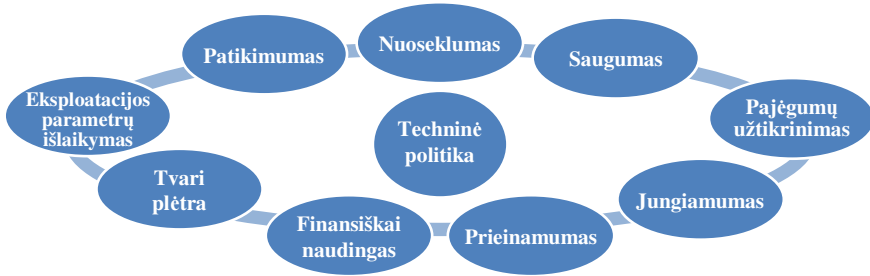 Nuoseklumas
Patikimumas
Saugumas
Eksploatacijos
parametrų
išlaikymas
Pajėgumų
užtikrinimas
Techninė
politika
Tvari
plėtra
Jungiamumas
Finansiškai
naudingas
Prieinamumas